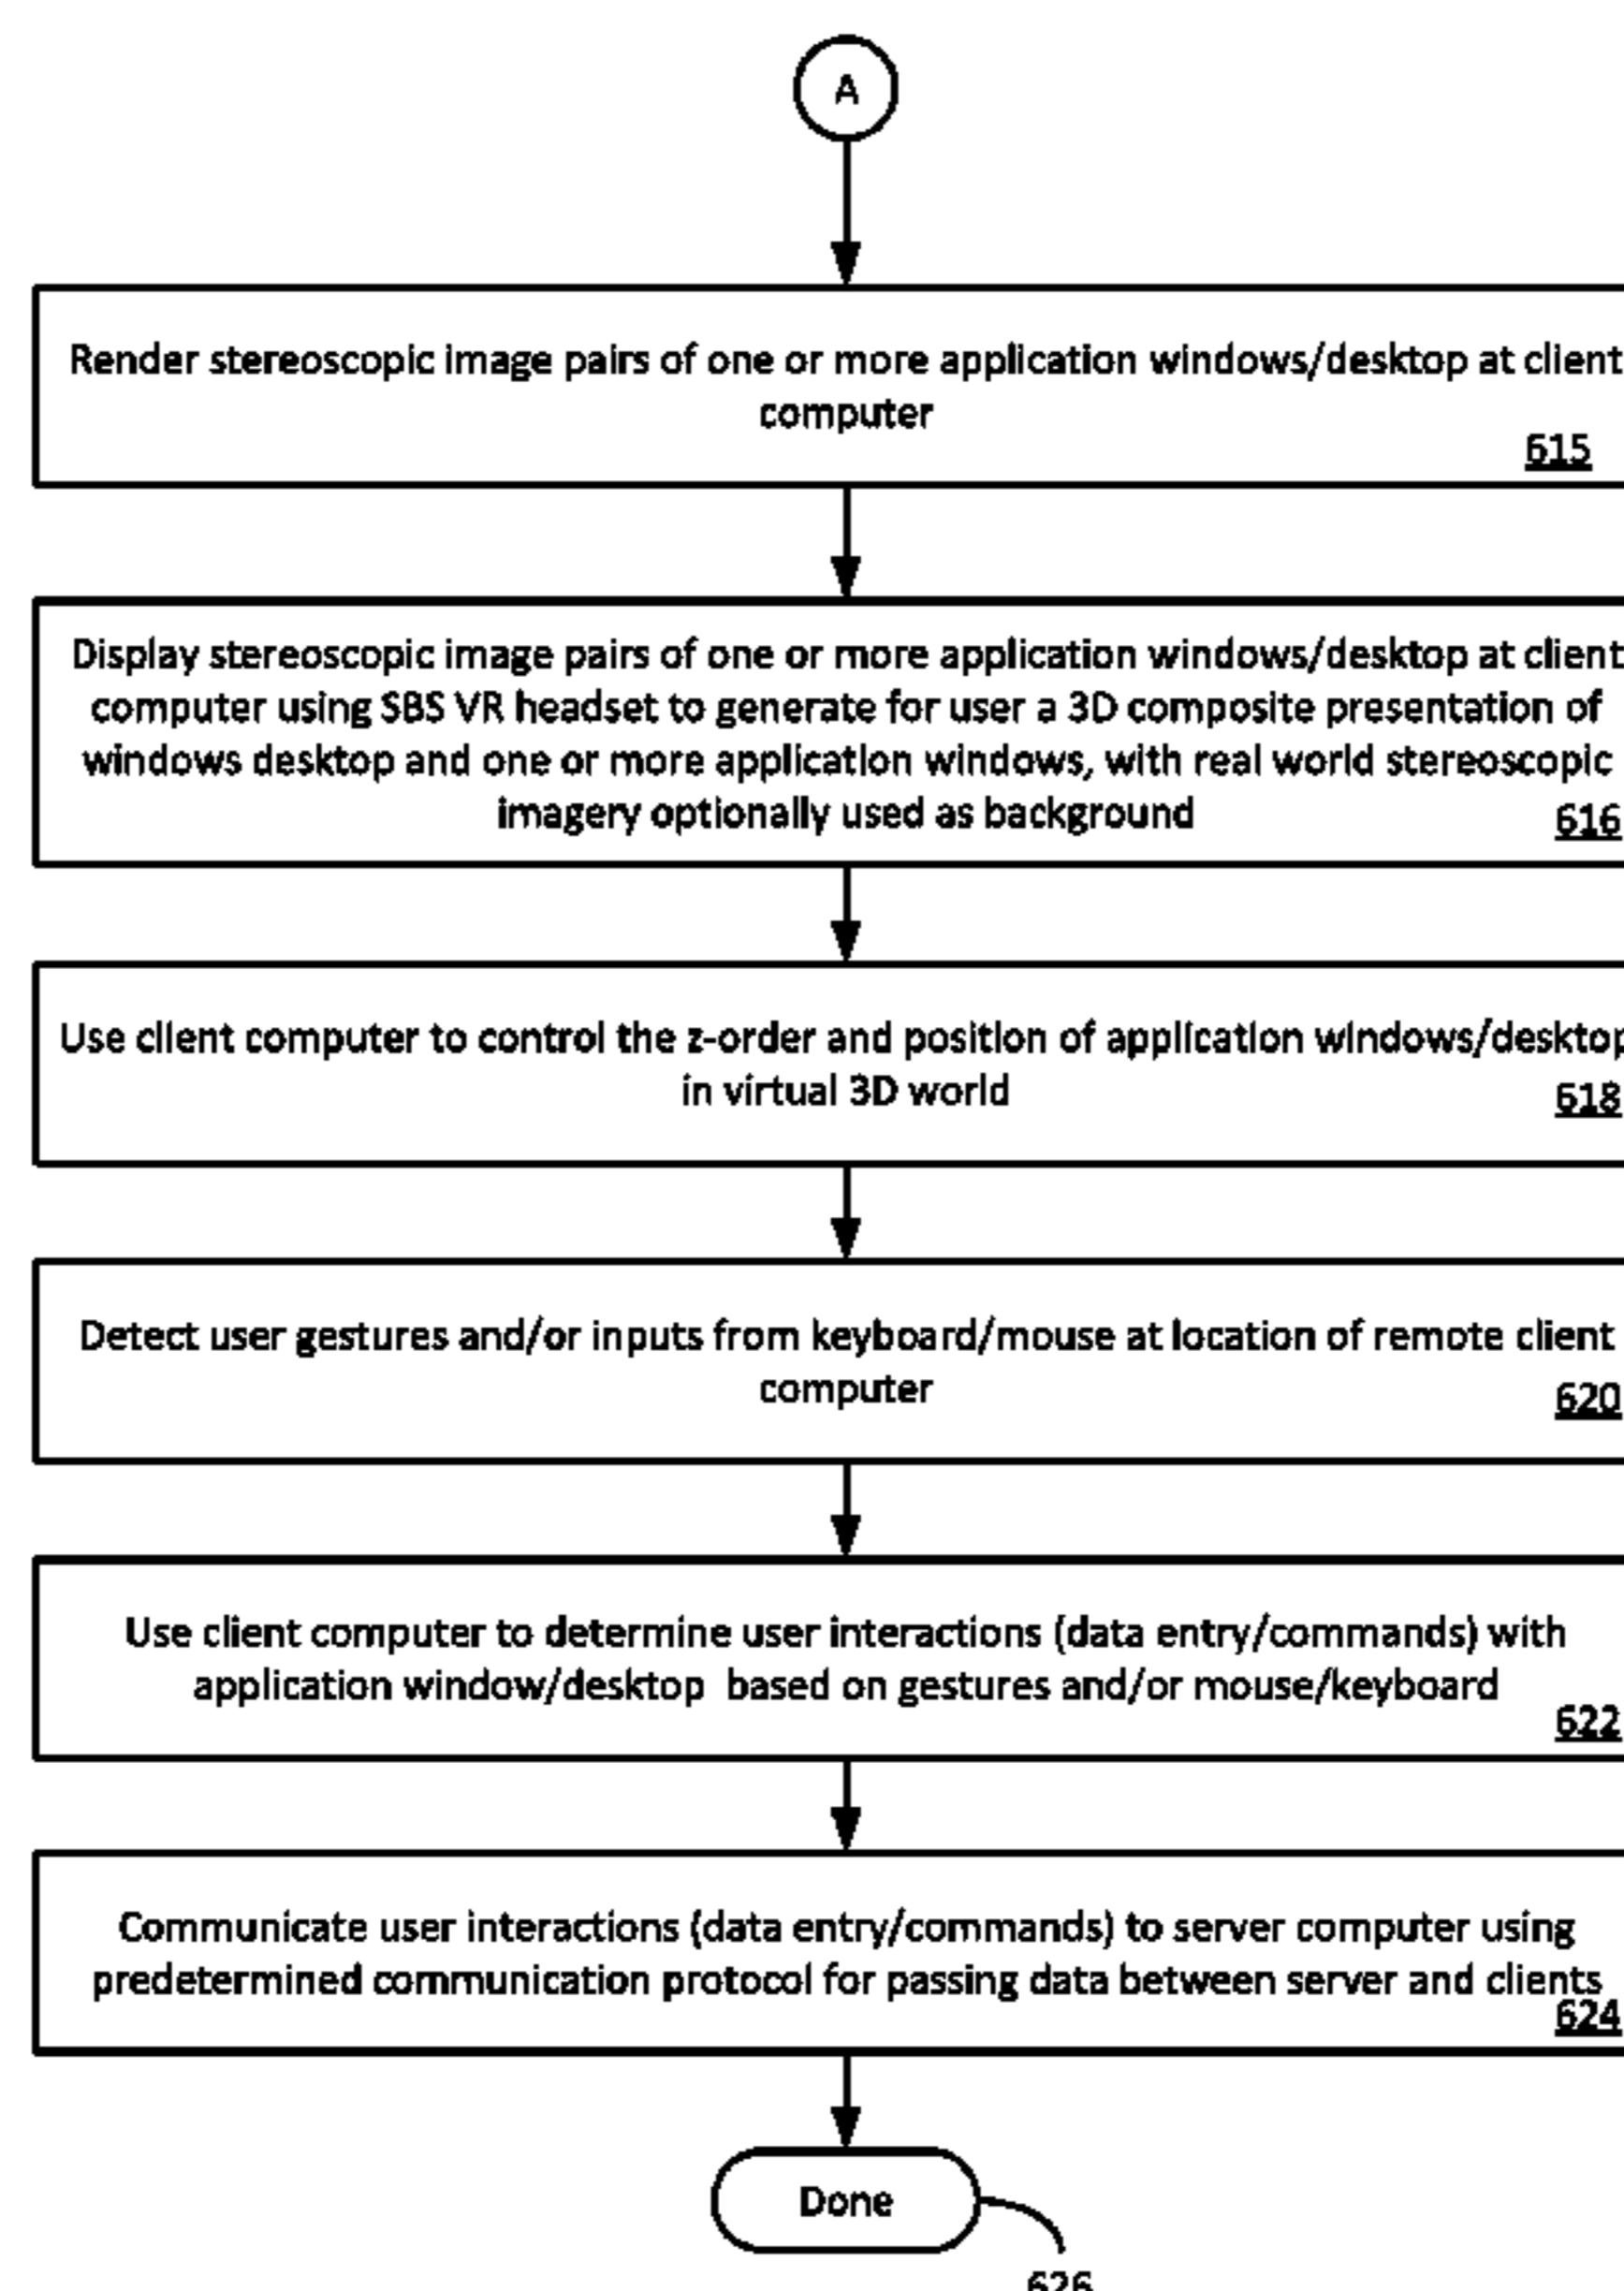 A
Render stereoscopic image pairs of one or more application windows/desktop at client
computer
615
Display stereoscopic image pairs of one or more application windows/desktop at client
computer using SBS VR headset to generate for user a 3D composite presentation of
windows desktop and one or more application windows, with real world stereoscopic
imagery optionally used as background
616
Use client computer to control the z-order and position of application windows/desktop
in virtual 3D world
618
Detect user gestures and/or inputs from keyboard/mouse at location of remote client
computer
620
Use client computer to determine user interactions (data entry/commands) with
application window/desktop based on gestures and/or mouse/keyboard
622
Communicate user interactions (data entry/commands) to server computer using
predetermined communication protocol for passing data between server and clients
624
Done
626